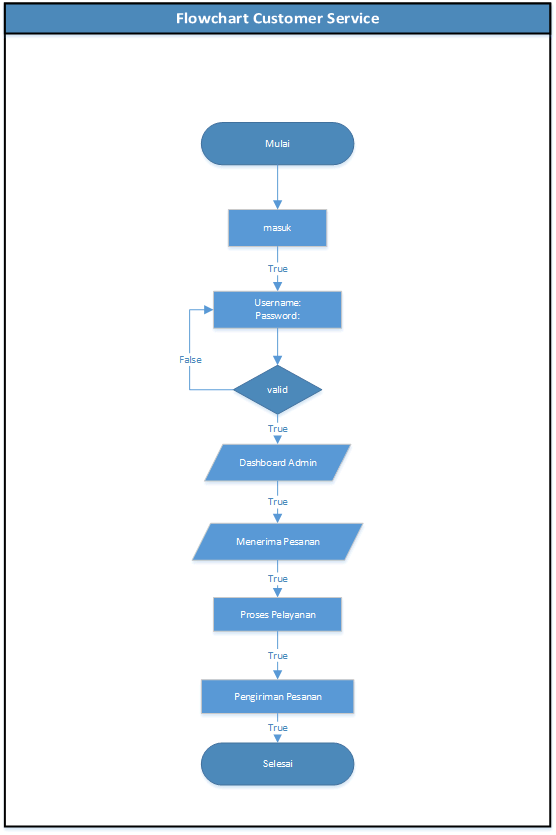 Flowchart Customer Service
Mulai
masuk
True
Username:
Password:
False
valid
True
Dashboard Admin
True
Menerima Pesanan
True
Proses Pelayanan
True
Pengiriman Pesanan
True
Selesai